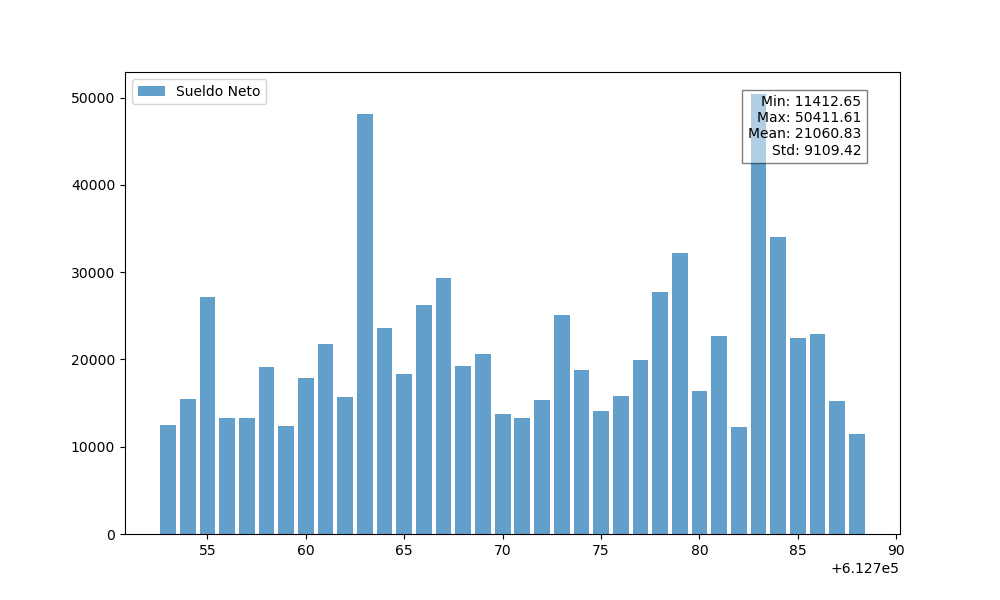 Sueldo Neto
Min: 11412.65
Max: 50411.61
Mean: 21060.83
Std: 9109.42
50000
40000
30000
20000
10000
0
55 60 65 70 75 80 85 90
+6.127e5